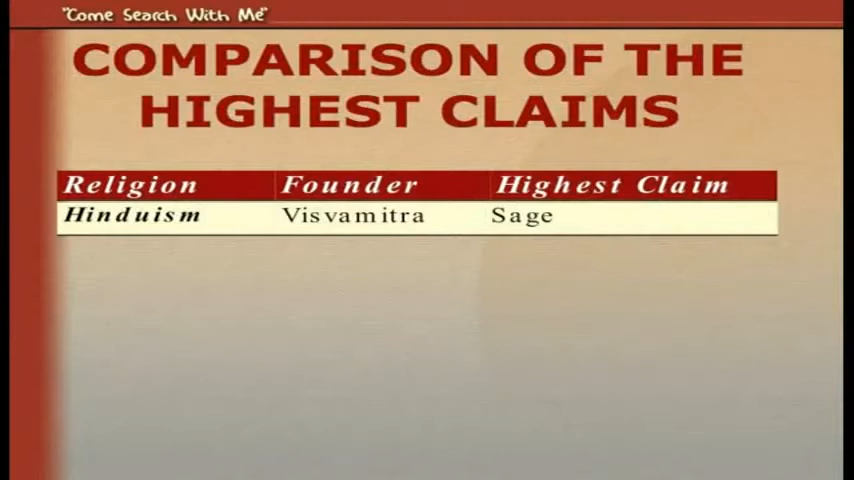 "Come Search With Me"
COMPARISON OF THE
HIGHEST CLAIMS
Religion Founder Highest Claim
Hinduism Visvamitra Sage